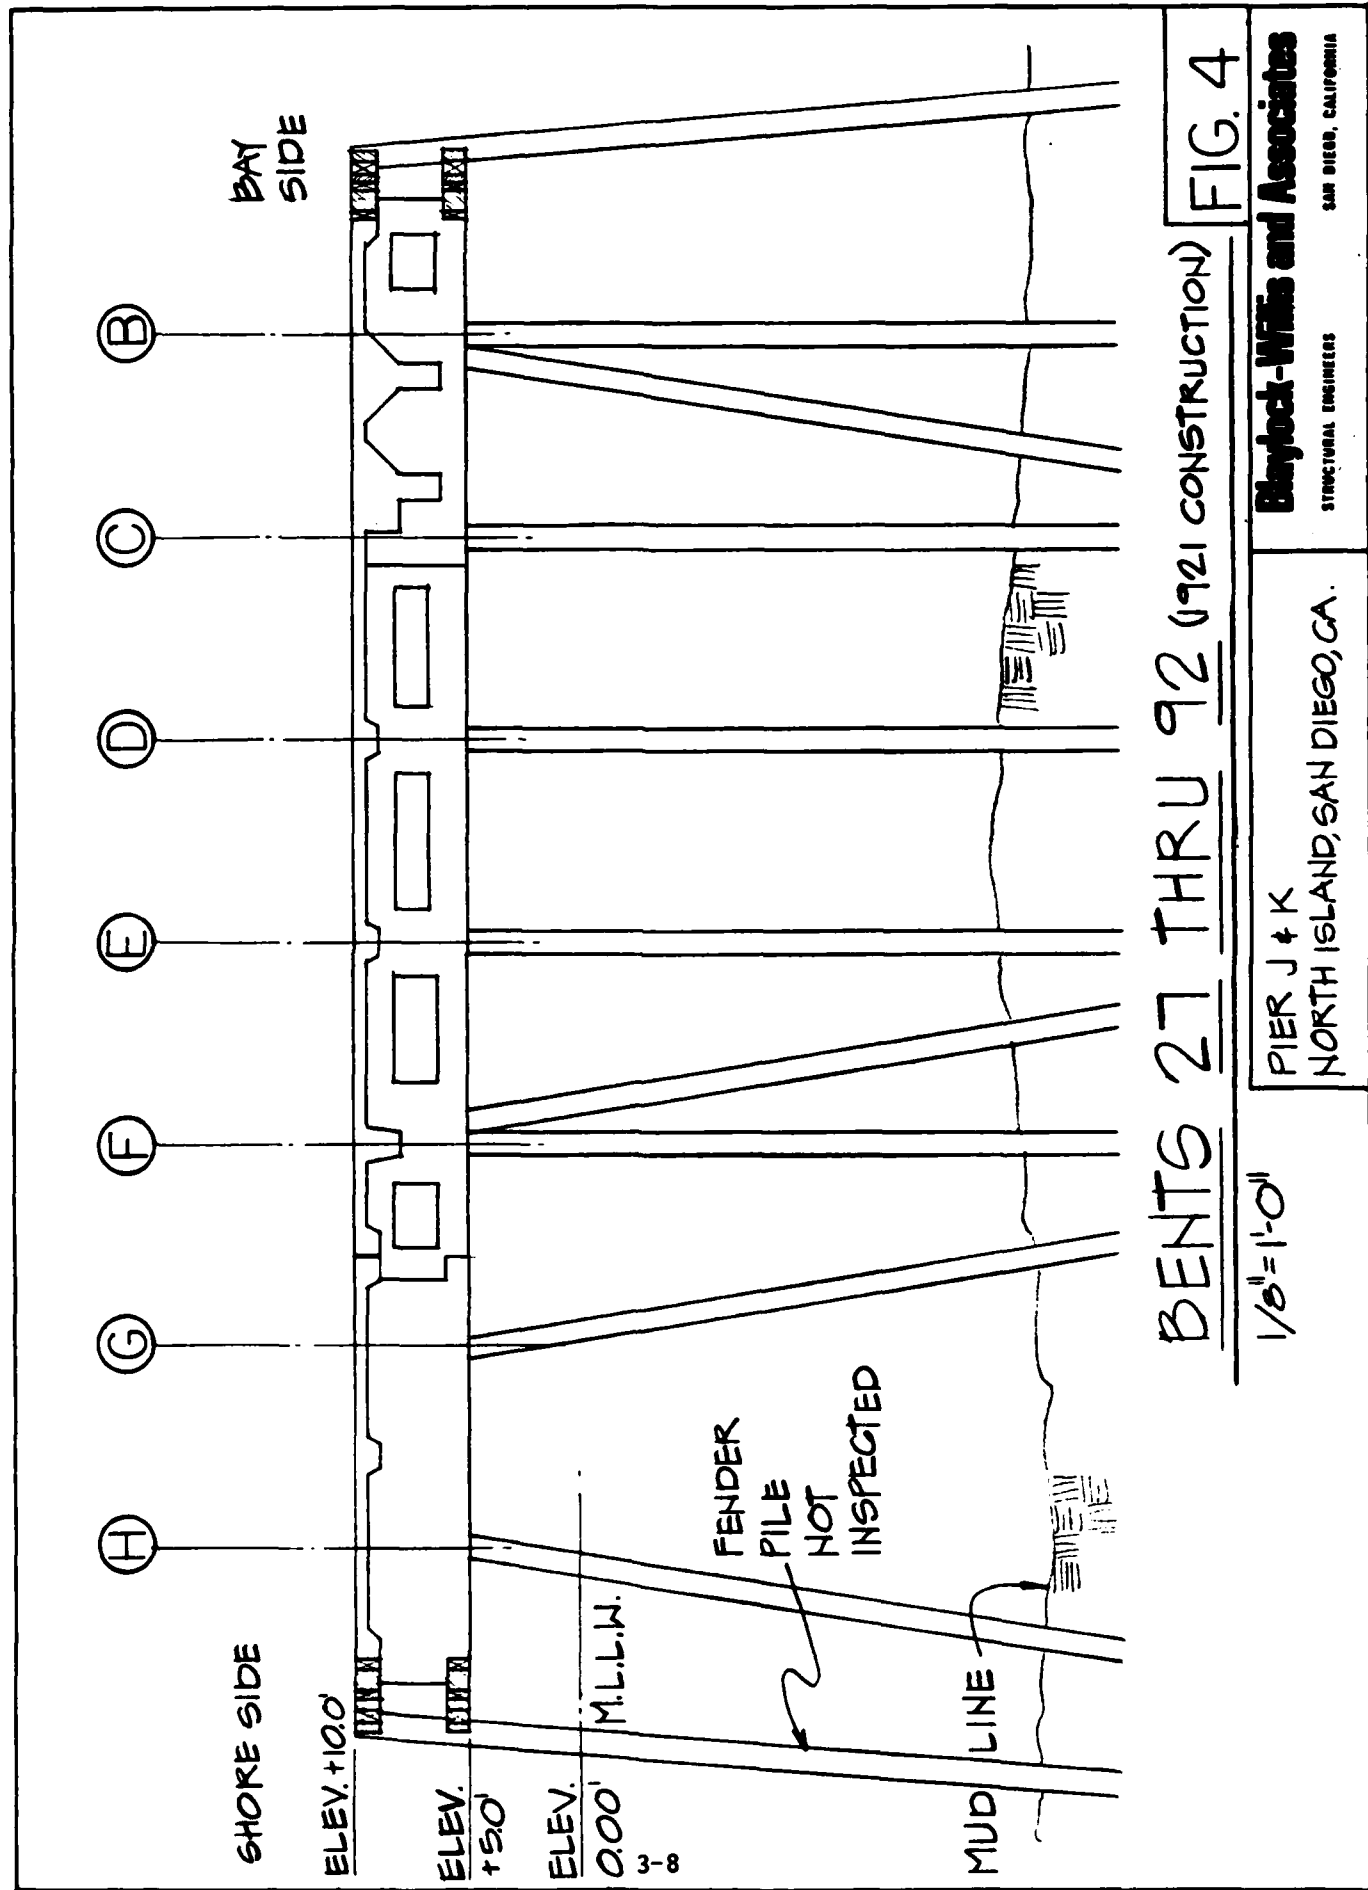 SHORE SIDE
BAY
SIDE
H
G
F
E
D
C
B
ELEV. +10.0'
ELEV.
+5.0'
ELEV.
0.00'
M.L.L.W.
FENDER
PILE
NOT
INSPECTED
MUD LINE
BENTS 27 THRU 92 (1921 CONSTRUCTION)
1/8"=1'-0"
FIG. 4
PIER J & K
NORTH ISLAND, SAN DIEGO, CA.
Blaylock-Willis and Associates
STRUCTURAL ENGINEERS
SAN DIEGO, CALIFORNIA
3-8